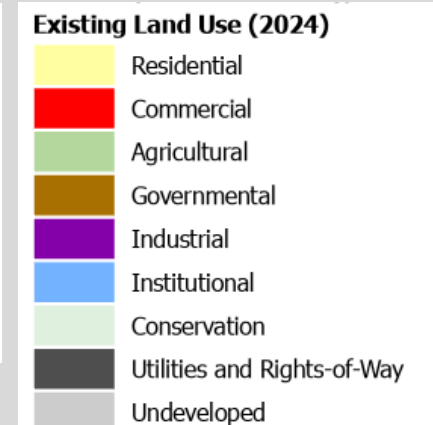 Existing Land Use (2024)
Residential
Commercial
Agricultural
Governmental
Industrial
Institutional
Conservation
Utilities and Rights-of-Way
Undeveloped